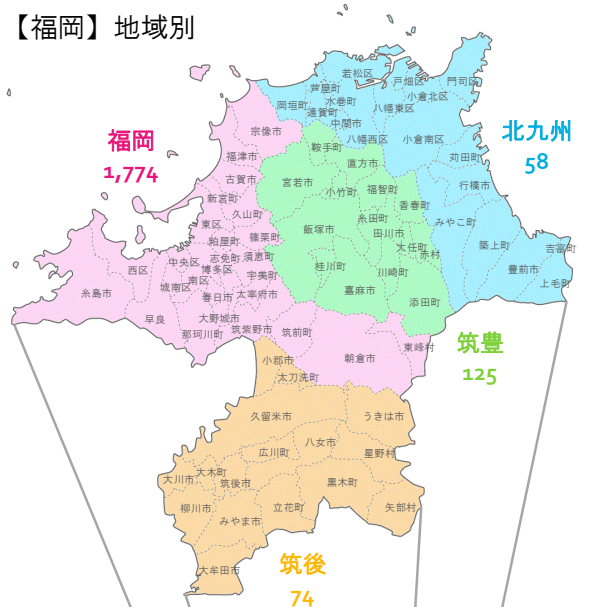 【福岡】地域別
若松区
戸畑区
門司区
芦屋町
小倉北区
水巻町
岡垣町
遠賀町
八幡東区
中間市
宗像市
八幡西区
小倉南区
北九州
58
福岡
1,774
鞍手町
福津市
直方市
苅田町
古賀市
宮若市
福智町
行橋市
小竹町
新宮町
香春町
久山町
糸田町
みやこ町
東区
飯塚市
田川市
篠栗町
粕屋町
大任町
築上町
吉富町
赤村
志免町
須恵町
中央区
博多区
西区
桂川町
川崎町
豊前市
宇美町
南区
上毛町
城南区
糸島市
春日市
太宰府市
嘉麻市
添田町
早良
大野城市
那珂川町
筑紫野市
筑前町
筑豊
125
東峰村
朝倉市
小郡市
太刀洗町
久留米市
うきは市
八女市
広川町
星野村
大木町
大川市
筑後市
黒木町
柳川市
立花町
矢部村
みやま市
筑後
74
大牟田市